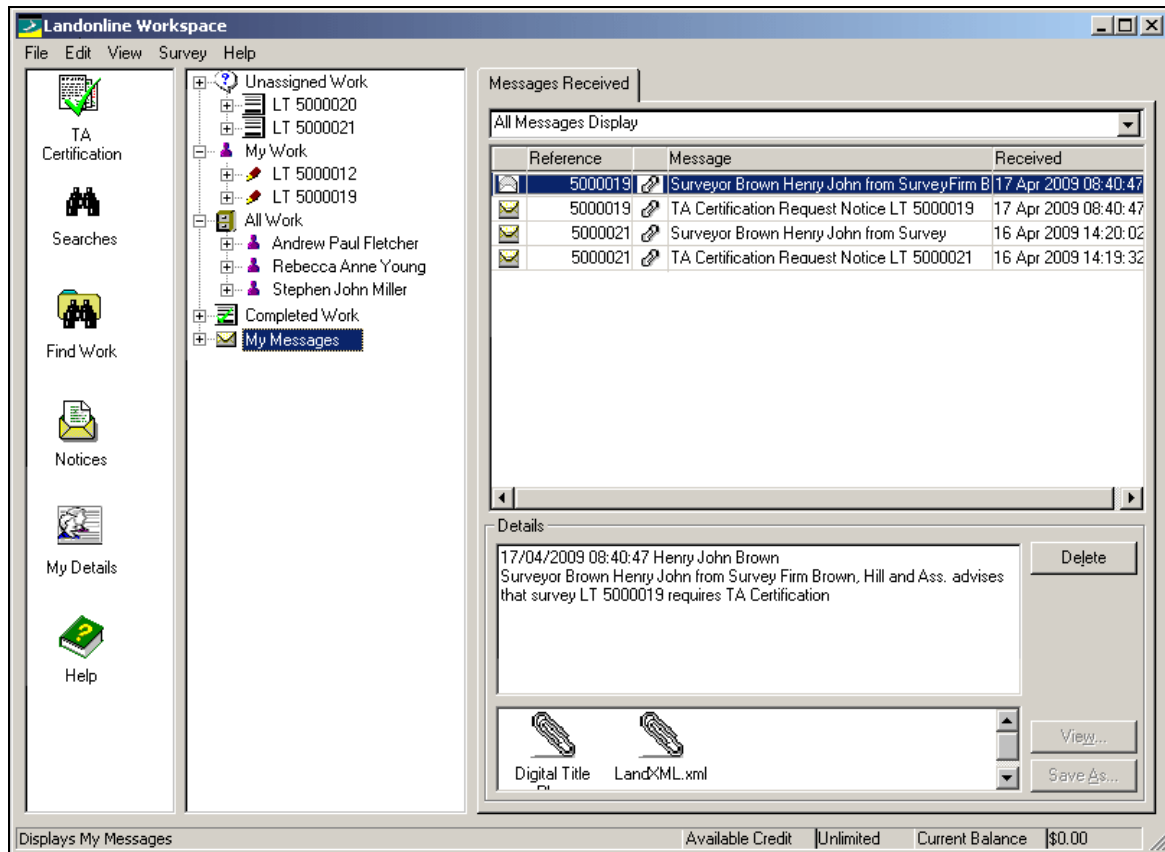 Landonline Workspace
File Edit View Survey Help
TA
Certification
Searches
Find Work
Notices
My Details
Help
Unassigned Work
LT 5000020
LT 5000021
My Work
LT 5000012
LT 5000019
All Work
Andrew Paul Fletcher
Rebecca Anne Young
Stephen John Miller
Completed Work
My Messages
Messages Received
All Messages Display
Reference Message Received
5000019 Surveyor Brown Henry John from SurveyFirm B 17 Apr 2009 08:40:47
5000019 TA Certification Request Notice LT 5000019 17 Apr 2009 08:40:47
5000021 Surveyor Brown Henry John from Survey 16 Apr 2009 14:20:02
5000021 TA Certification Request Notice LT 5000021 16 Apr 2009 14:19:32
Details
17/04/2009 08:40:47 Henry John Brown
Surveyor Brown Henry John from Survey Firm Brown, Hill and Ass. advises
that survey LT 5000019 requires TA Certification
Delete
Digital Title
LandXML.xml
View...
Save As...
Displays My Messages
Available Credit Unlimited Current Balance $0.00